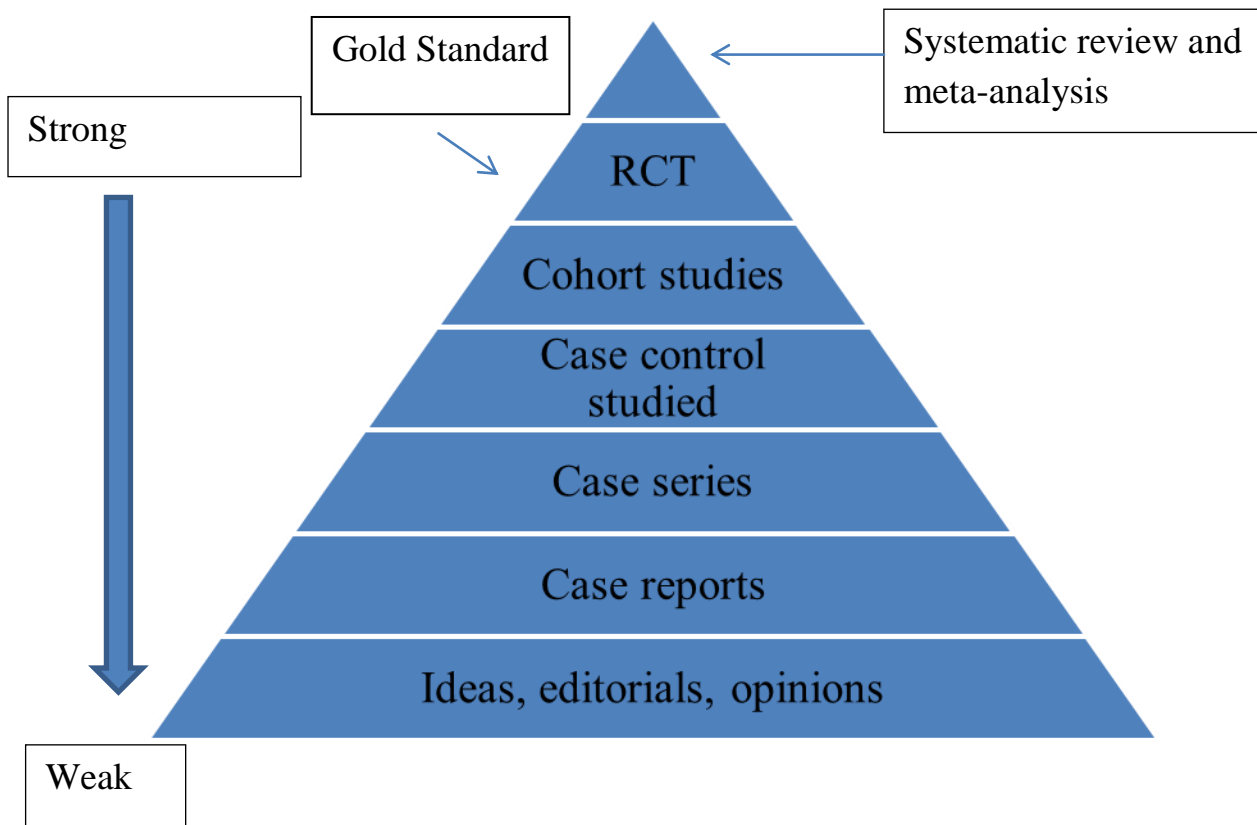 Gold Standard
Systematic review and
meta-analysis
Strong
RCT
Cohort studies
Case control
studied
Case series
Case reports
Ideas, editorials, opinions
Weak